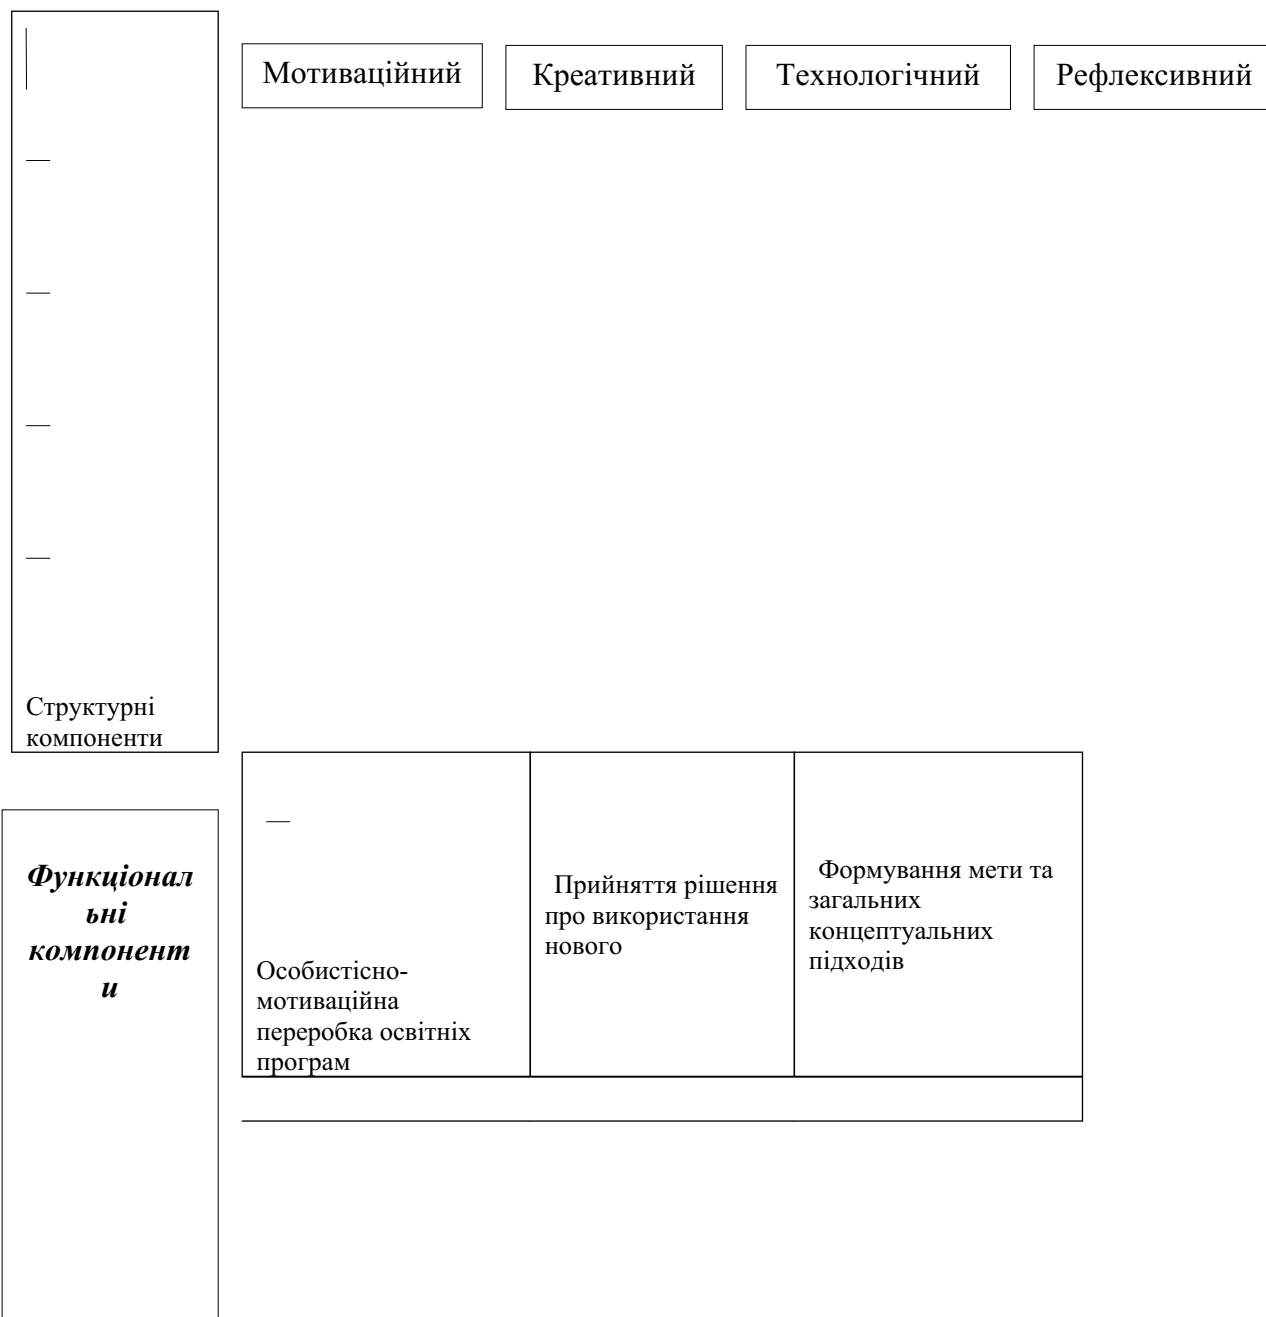 Мотиваційний
Креативний
Технологічний
Рефлексивний
Структурні
компоненти
Функціонал
ьні
компонент
и
Особистісно-
мотиваційна
переробка освітніх
програм
Прийняття рішення
про використання
нового
Формування мети та
загальних
концептуальних
підходів